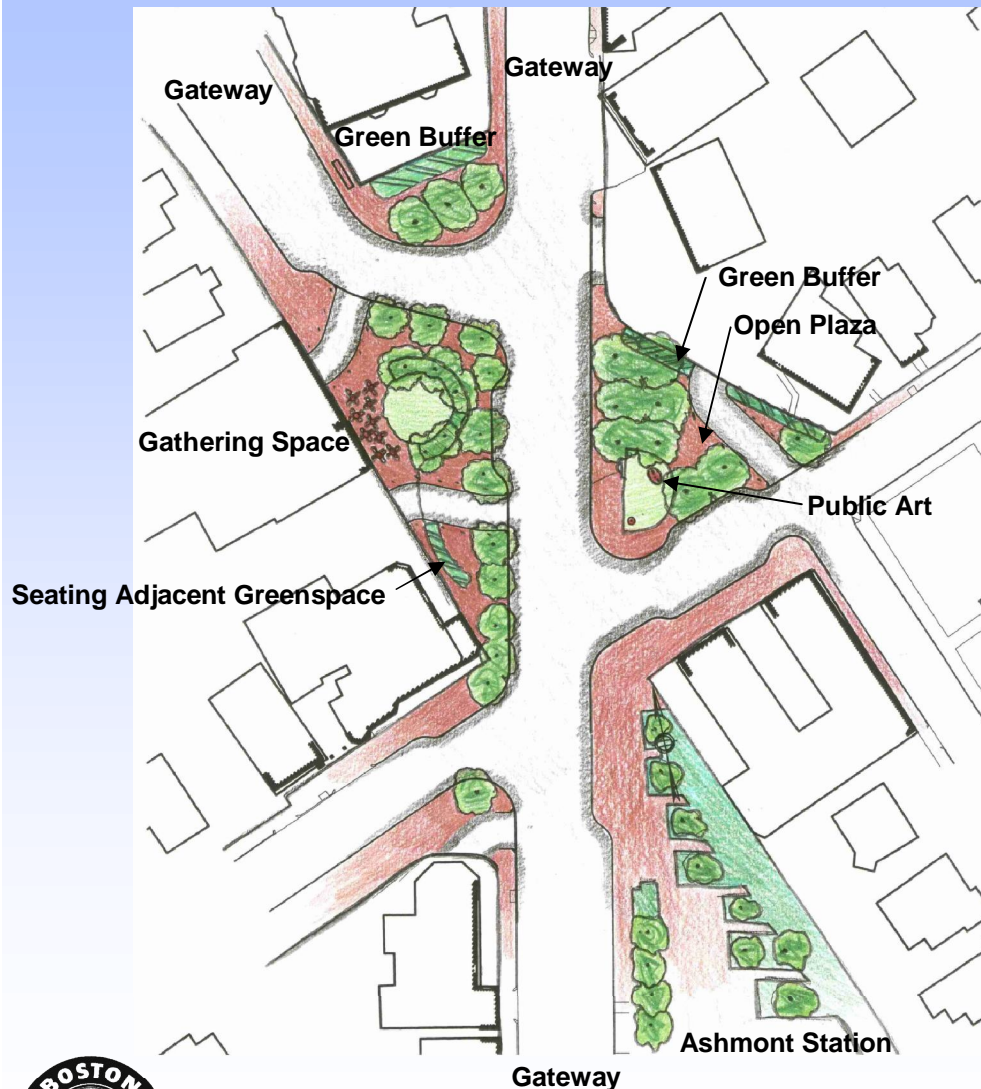 Gateway
Gateway
Green Buffer
Green Buffer
Open Plaza
Gathering Space
Public Art
Seating Adjacent Greenspace
Ashmont Station
Gateway
BOSTON